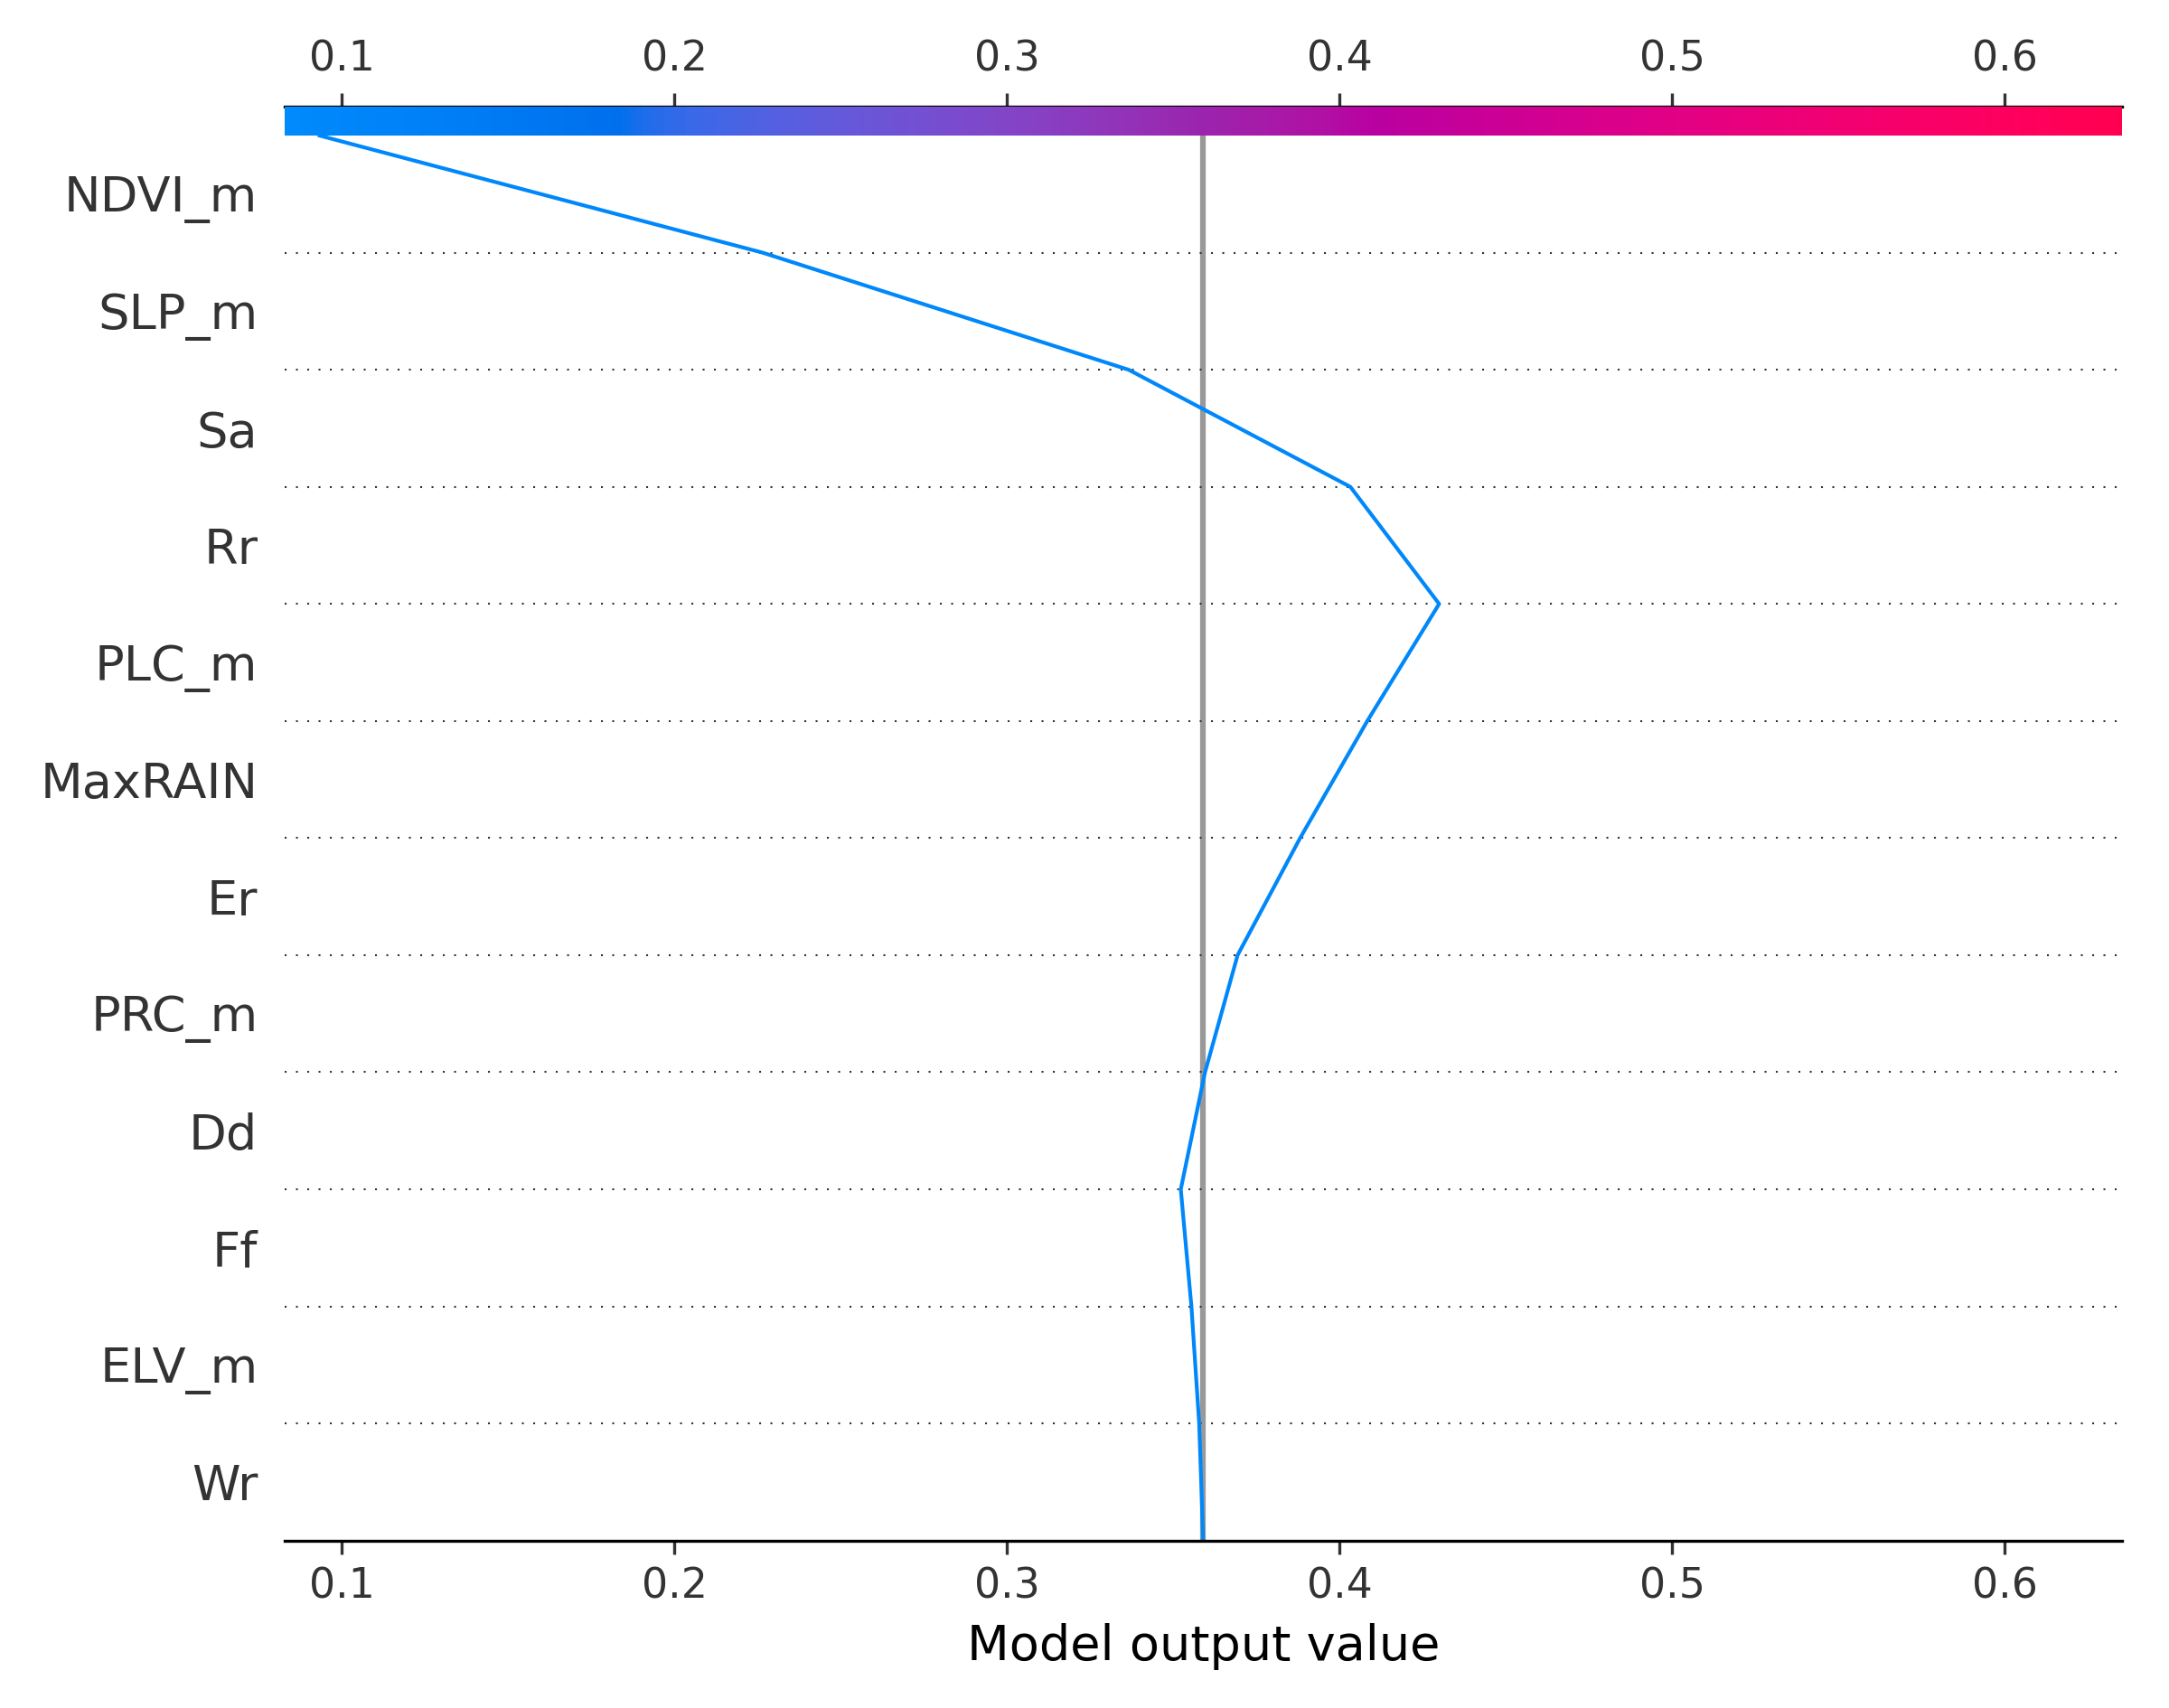 0.1 0.2 0.3 0.4 0.5 0.6
NDVI_m
SLP_m
Sa
Rr
PLC_m
MaxRAIN
Er
PRC_m
Dd
Ff
ELV_m
Wr
0.1 0.2 0.3 0.4 0.5 0.6
Model output value